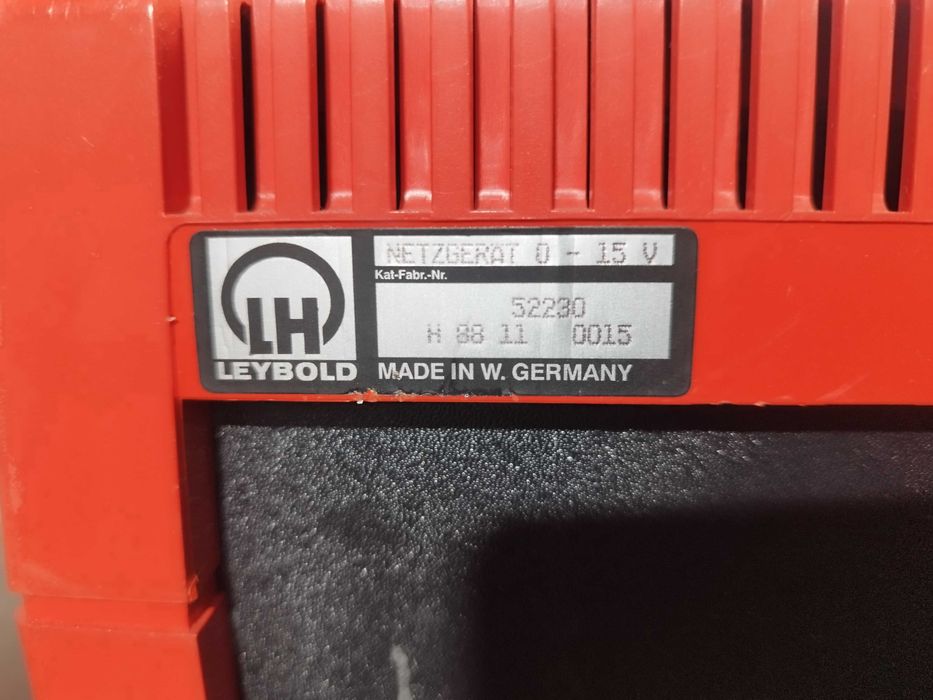 LH
LEYBOLD
NETZGERAT 0 - 15 V
Kat-Fabr.-Nr.
52230
H 88 11 0015
MADE IN W. GERMANY